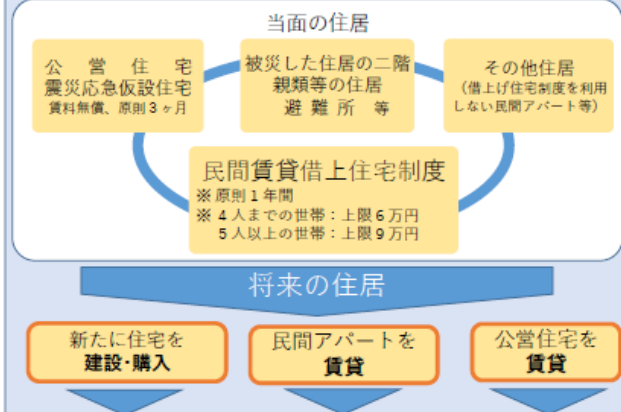 当面の住居
公営住宅
震災応急仮設住宅
賃料無償、原則3ヶ月
被災した住居の二階
親類等の住居
避難所等
その他住居
(借上げ住宅制度を利用
しない民間アパート等)
民間賃貸借上住宅制度
※原則1年間
※4人までの世帯:上限6万円
5人以上の世帯:上限9万円
将来の住居
新たに住宅を
建設・購入
民間アパートを
賃貸
公営住宅を
賃貸